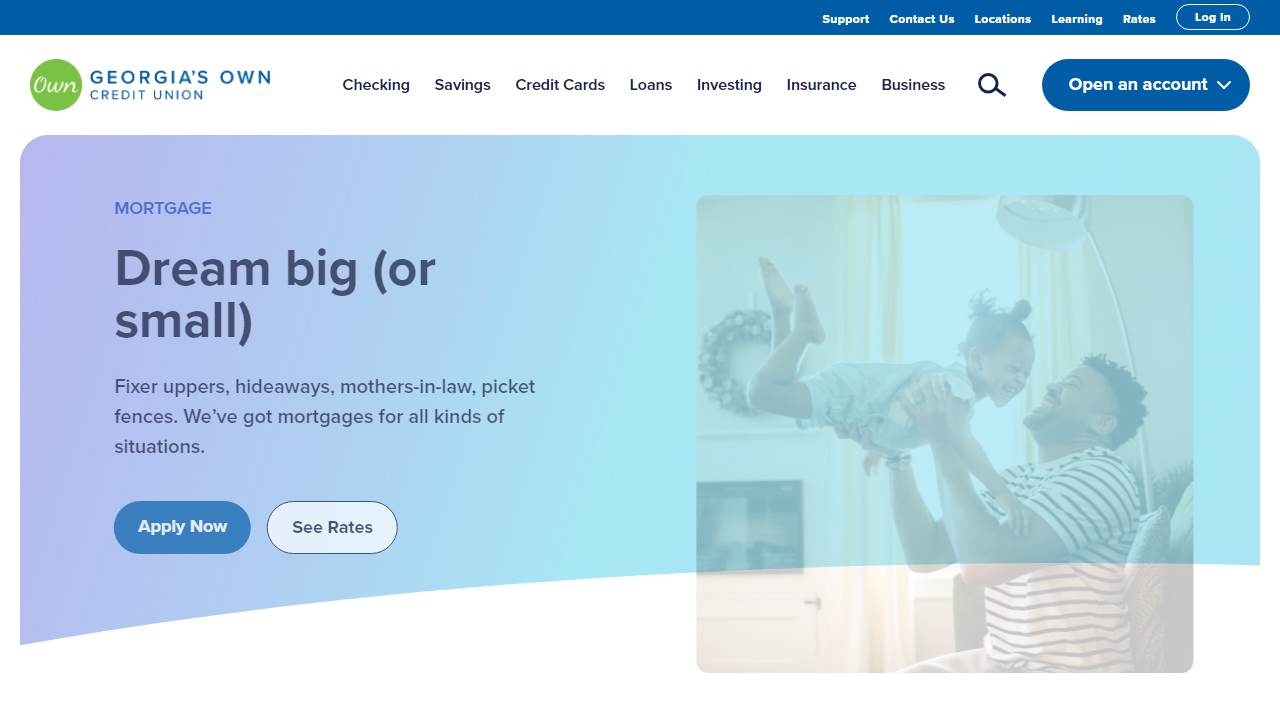 Support Contact Us Locations Learning Rates Log In
Own GEORGIA'S OWN
CREDIT UNION
Checking Savings Credit Cards Loans Investing Insurance Business Open an account
MORTGAGE
Dream big (or
small)
Fixer uppers, hideaways, mothers-in-law, picket
fences. We’ve got mortgages for all kinds of
situations.
Apply Now See Rates